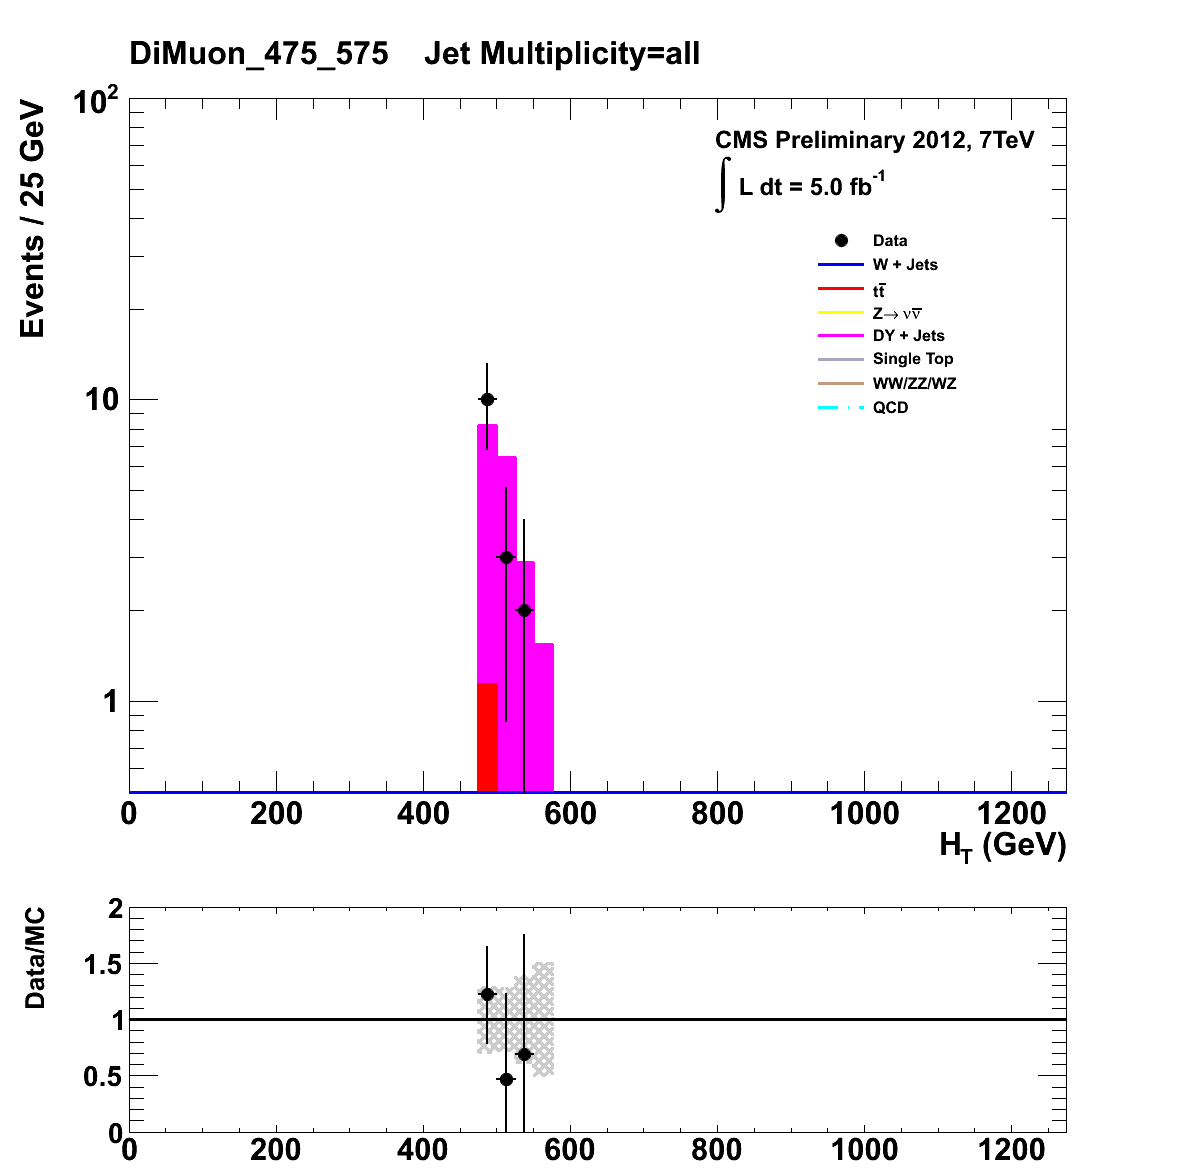 DiMuon_475_575 Jet Multiplicity=all
Events / 25 GeV
10²
10
1
CMS Preliminary 2012, 7TeV
∫ L dt = 5.0 fb⁻¹
Data
W + Jets
tt̅
Z→ νν̅
DY + Jets
Single Top
WW/ZZ/WZ
QCD
0 200 400 600 800 1000 1200
H_T (GeV)
Data/MC
2
1.5
1
0.5
0
0 200 400 600 800 1000 1200